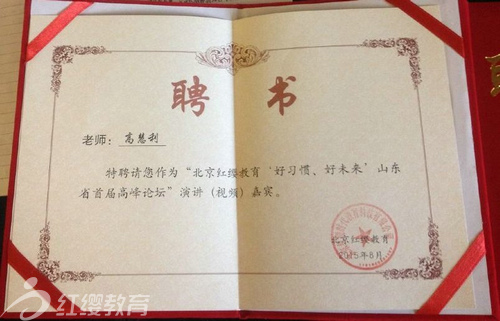 聘 书
老师：高慧利
特聘请您作为“北京红缨教育‘好习惯、好未来’山东
省首届高峰论坛”演讲（视频）嘉宾。
北京红缨教育
2015年8月
红缨教育